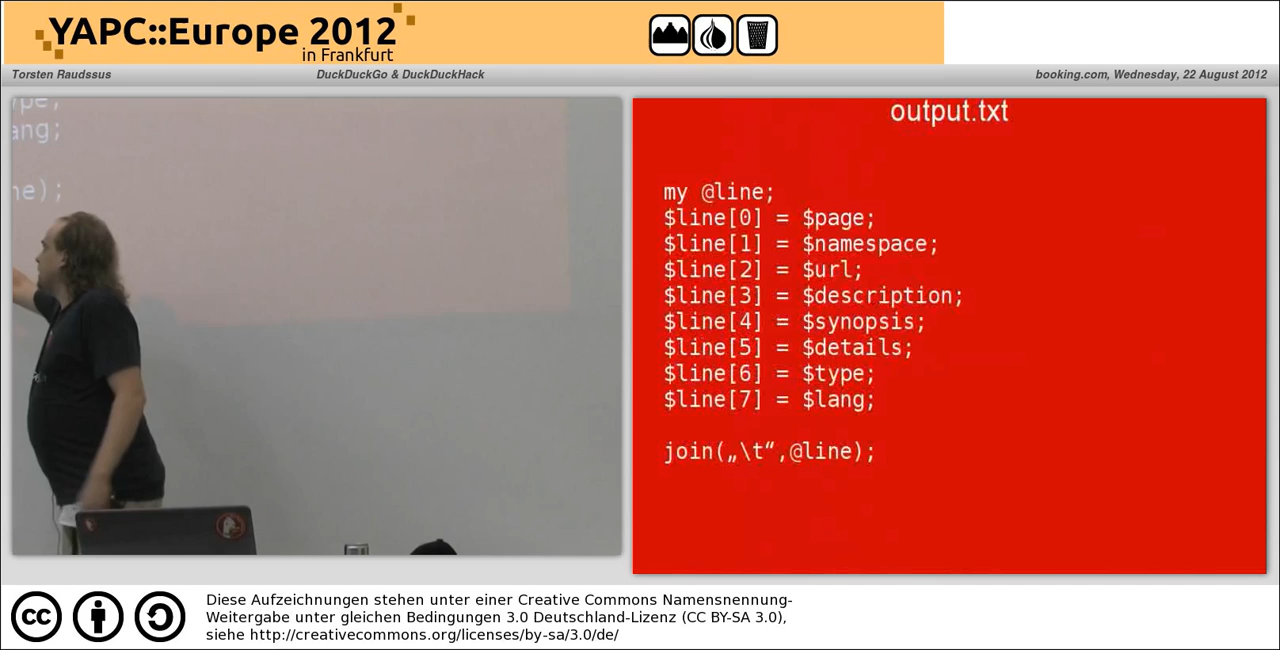 YAPC::Europe 2012
in Frankfurt
Torsten Raudssus
DuckDuckGo & DuckDuckHack
booking.com, Wednesday, 22 August 2012
ype;
ang;
ne);
output.txt
my @line;
$line[0] = $page;
$line[1] = $namespace;
$line[2] = $url;
$line[3] = $description;
$line[4] = $synopsis;
$line[5] = $details;
$line[6] = $type;
$line[7] = $lang;
join(„\t“,@line);
cc
Diese Aufzeichnungen stehen unter einer Creative Commons Namensnennung-
Weitergabe unter gleichen Bedingungen 3.0 Deutschland-Lizenz (CC BY-SA 3.0),
siehe http://creativecommons.org/licenses/by-sa/3.0/de/